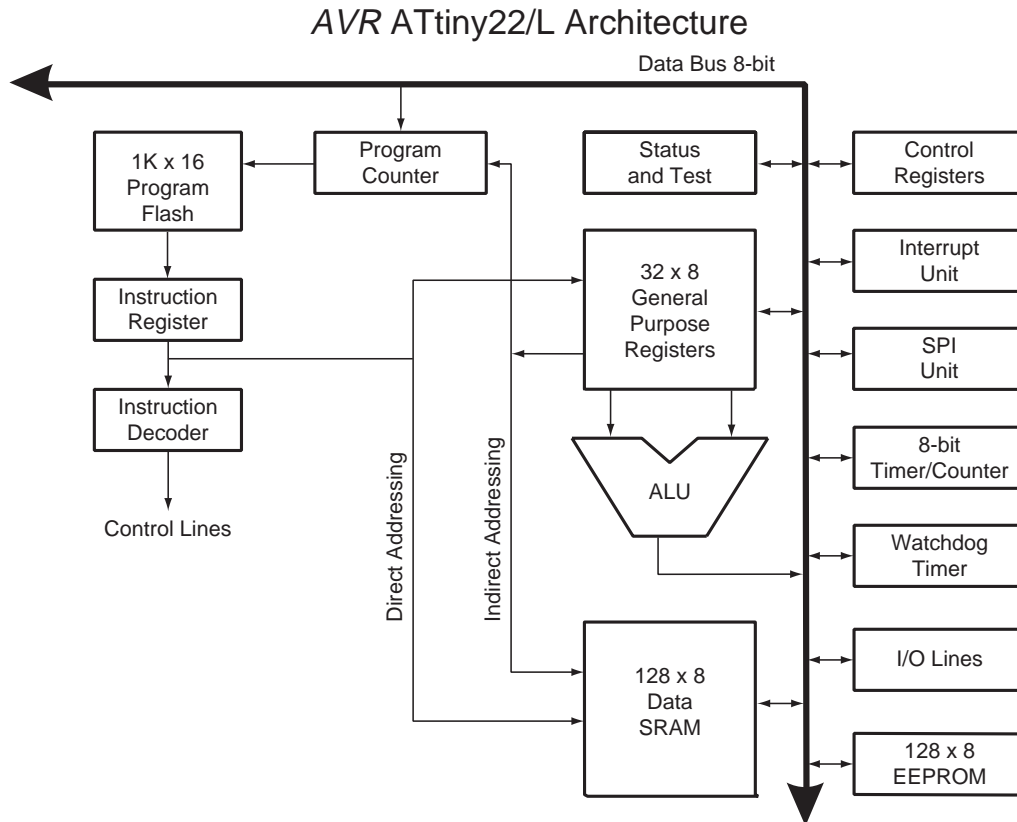 AVR ATtiny22/L Architecture
Data Bus 8-bit
1K x 16
Program
Flash
Program
Counter
Status
and Test
Control
Registers
Instruction
Register
32 x 8
General
Purpose
Registers
Interrupt
Unit
SPI
Unit
Instruction
Decoder
Control Lines
Direct Addressing
Indirect Addressing
ALU
8-bit
Timer/Counter
Watchdog
Timer
128 x 8
Data
SRAM
I/O Lines
128 x 8
EEPROM